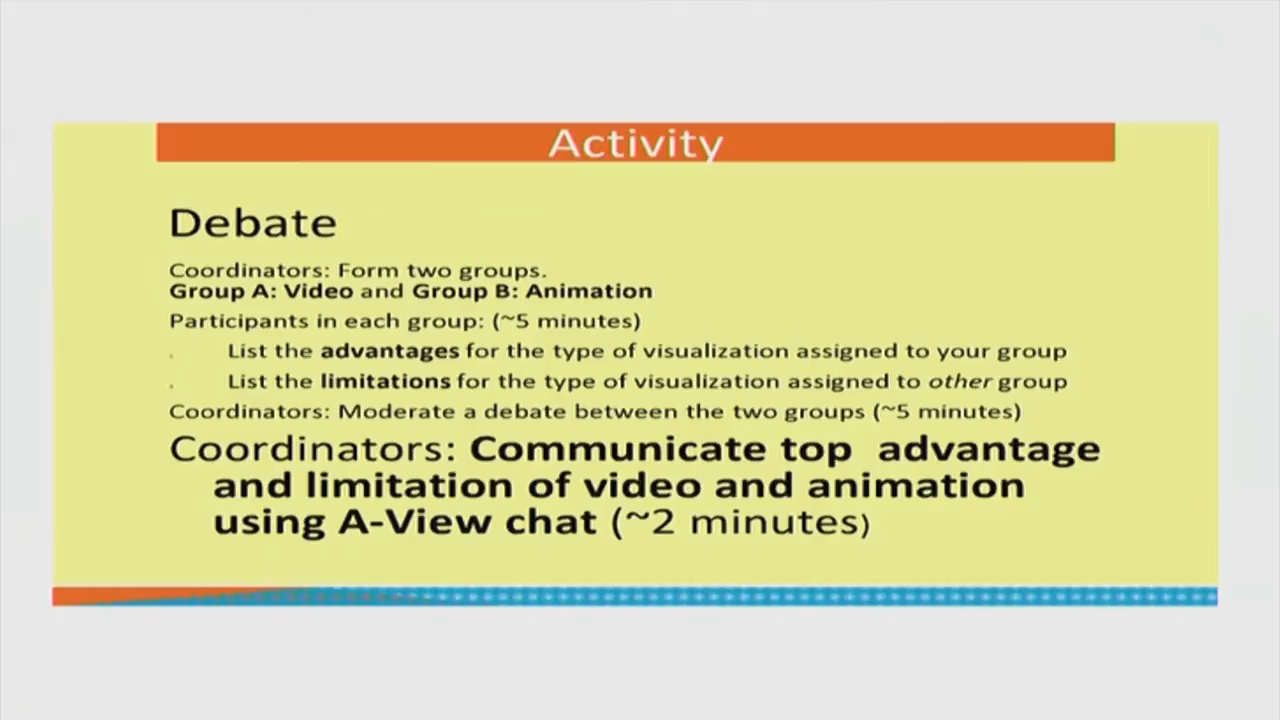 Activity
Debate
Coordinators: Form two groups.
Group A: Video and Group B: Animation
Participants in each group: (~5 minutes)
List the advantages for the type of visualization assigned to your group
List the limitations for the type of visualization assigned to other group
Coordinators: Moderate a debate between the two groups (~5 minutes)
Coordinators: Communicate top advantage
and limitation of video and animation
using A-View chat (~2 minutes)